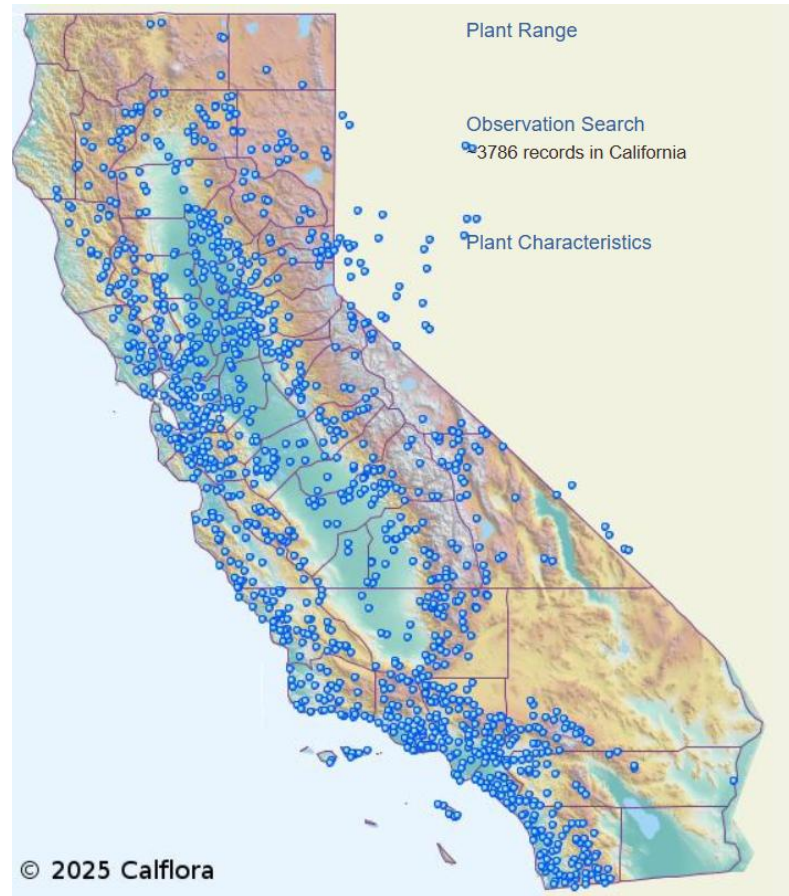 Plant Range
Observation Search
~3786 records in California
Plant Characteristics
© 2025 Calflora